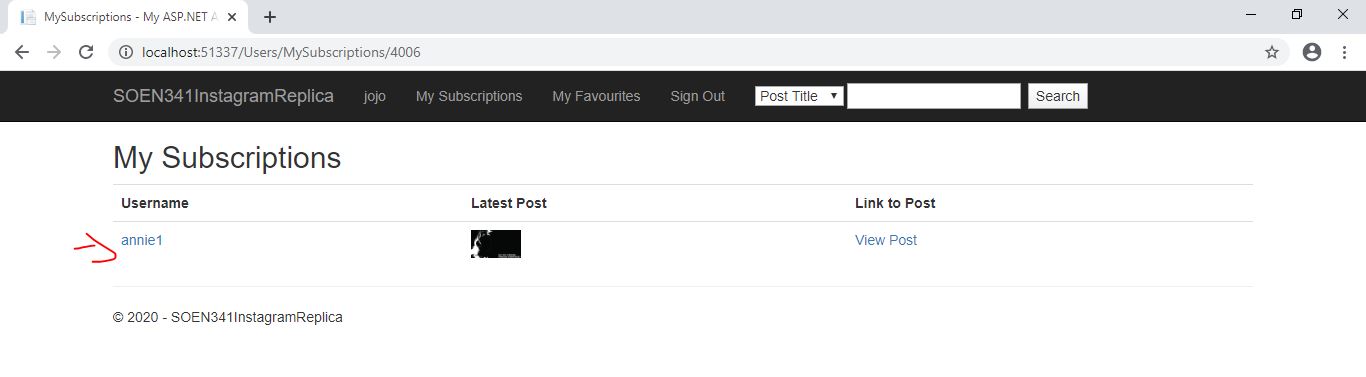 MySubscriptions - My ASP.NET A
localhost:51337/Users/MySubscriptions/4006
SOEN341InstagramReplica jojo My Subscriptions My Favourites Sign Out Post Title Search
My Subscriptions
Username Latest Post Link to Post
annie1 View Post
© 2020 - SOEN341InstagramReplica